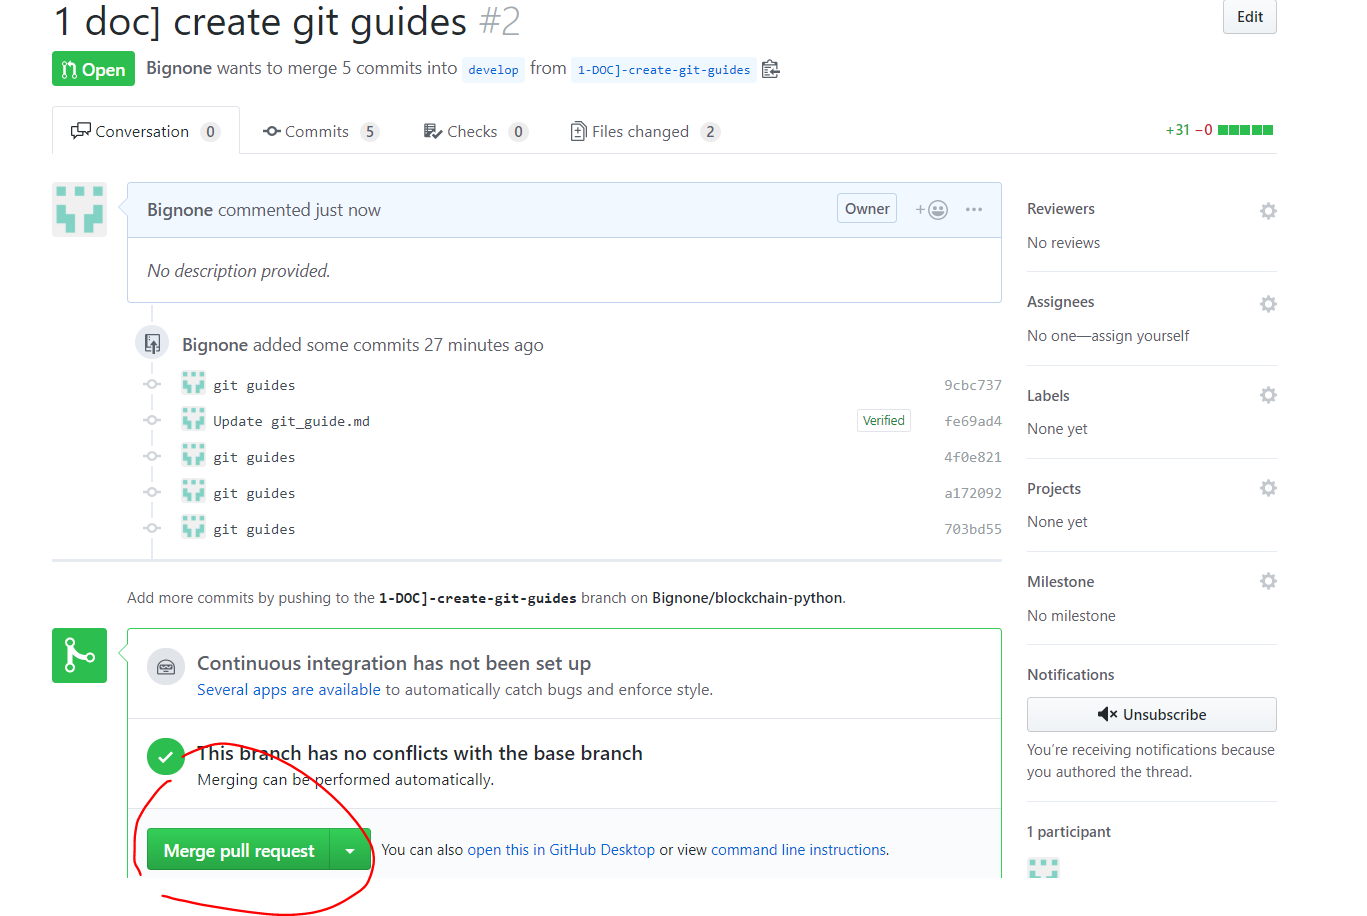 1 doc] create git guides #2
Edit
Open
Bignone wants to merge 5 commits into develop from 1-DOC]-create-git-guides
Conversation 0
Commits 5
Checks 0
Files changed 2
+31 −0
Bignone commented just now
Owner
No description provided.
Bignone added some commits 27 minutes ago
git guides 9cbc737
Update git_guide.md Verified fe69ad4
git guides 4f0e821
git guides a172092
git guides 703bd55
Add more commits by pushing to the 1-DOC]-create-git-guides branch on Bignone/blockchain-python.
Continuous integration has not been set up
Several apps are available to automatically catch bugs and enforce style.
This branch has no conflicts with the base branch
Merging can be performed automatically.
Merge pull request
You can also open this in GitHub Desktop or view command line instructions.
Reviewers
No reviews
Assignees
No one—assign yourself
Labels
None yet
Projects
None yet
Milestone
No milestone
Notifications
Unsubscribe
You're receiving notifications because
you authored the thread.
1 participant